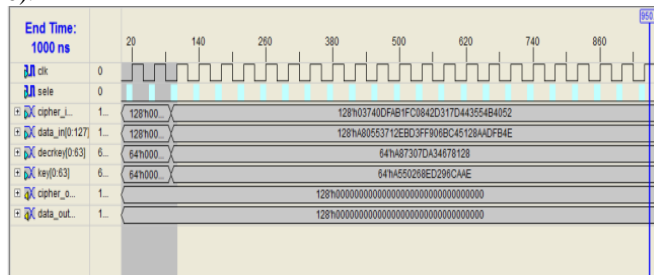 End Time:
1000 ns
20 140 260 380 500 620 740 860
950.
clk 0
sele 0
cipher_i... 1... 128'h00... 128'h03740DFAB1FC0842D317D443554B4052
data_in[0:127] 1... 128'h00... 128'hA80553712EBD3FF906BC45128AADFB4E
decrkey[0:63] 6... 64'h000... 64'hA87307DA34678128
key[0:63] 6... 64'h000... 64'hA550268ED296CAAE
cipher_o... 1... 128'h00000000000000000000000000000000
data_out... 1... 128'h00000000000000000000000000000000